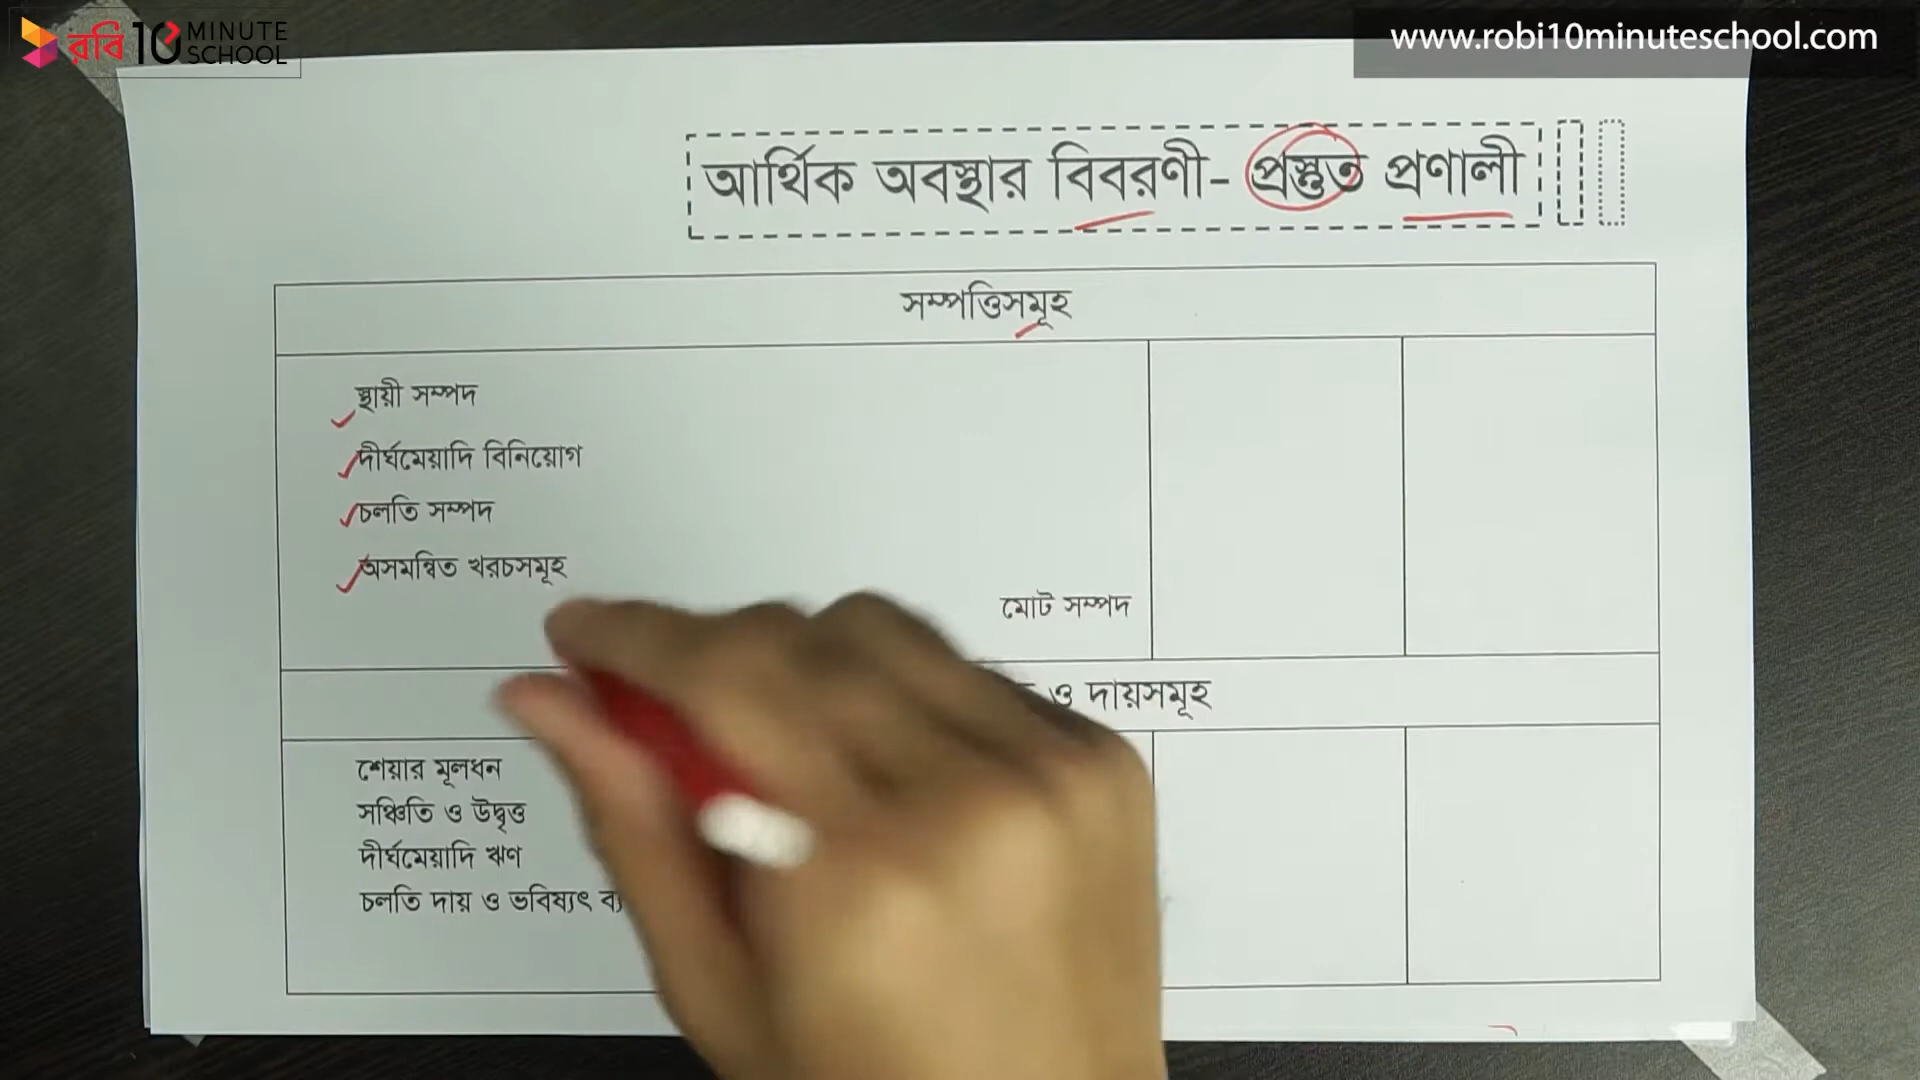 রবি 10 MINUTE SCHOOL
www.robi10minuteschool.com
আর্থিক অবস্থার বিবরণী- প্রস্তুত প্রণালী
সম্পত্তিসমূহ
স্থায়ী সম্পদ
দীর্ঘমেয়াদি বিনিয়োগ
চলতি সম্পদ
অসমন্বিত খরচসমূহ
মোট সম্পদ
ও দায়সমূহ
শেয়ার মূলধন
সঞ্চিতি ও উদ্বৃত্ত
দীর্ঘমেয়াদি ঋণ
চলতি দায় ও ভবিষ্যৎ